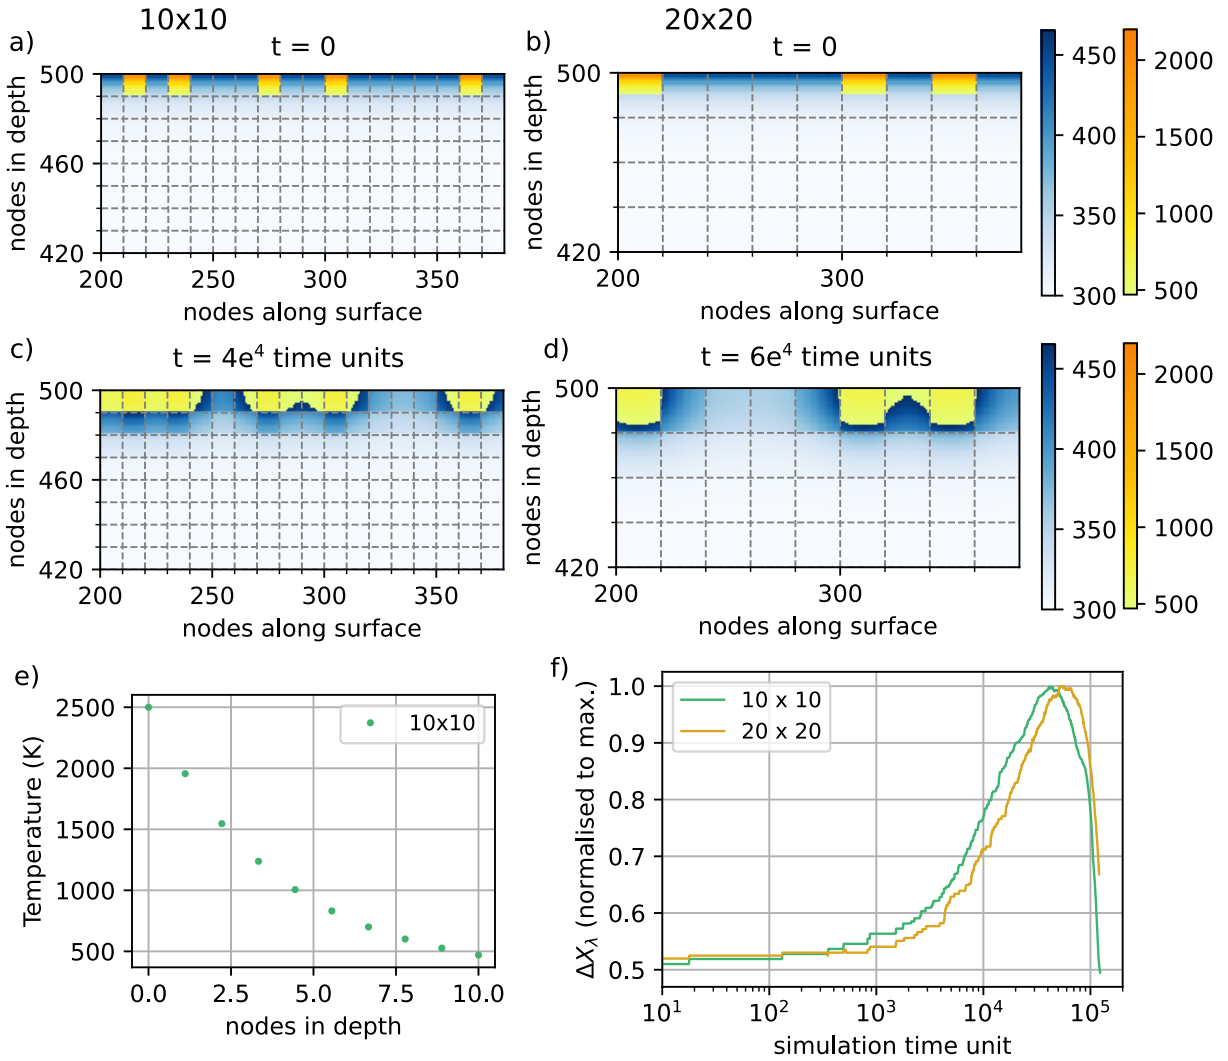 10x10
20x20
a)
t = 0
b)
t = 0
500
460
420
nodes in depth
200
250
300
350
nodes along surface
500
420
nodes in depth
200
300
nodes along surface
450
400
350
300
2000
1500
1000
500
c)
t = 4e⁴ time units
d)
t = 6e⁴ time units
500
460
420
nodes in depth
200
250
300
350
nodes along surface
500
420
nodes in depth
200
300
nodes along surface
450
400
350
300
2000
1500
1000
500
e)
2500
2000
1500
1000
500
Temperature (K)
10x10
0.0
2.5
5.0
7.5
10.0
nodes in depth
f)
1.0
0.9
0.8
0.7
0.6
0.5
ΔXλ (normalised to max.)
10 x 10
20 x 20
10¹
10²
10³
10⁴
10⁵
simulation time unit